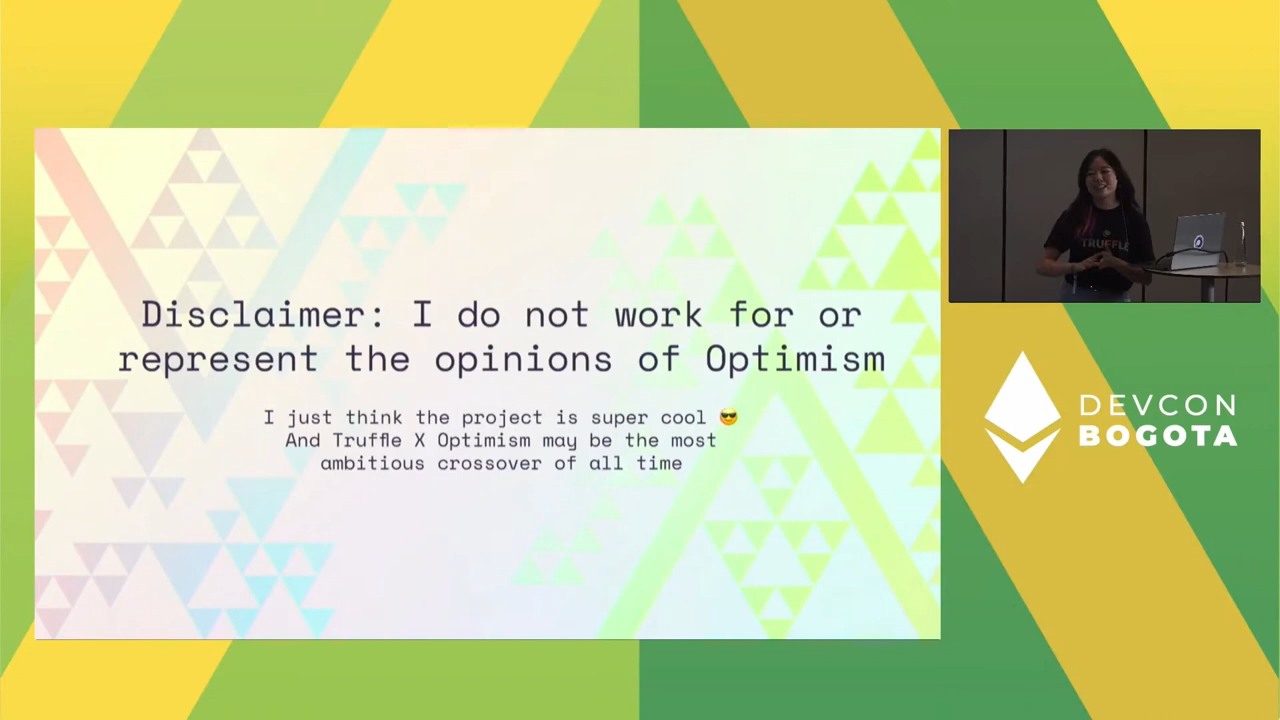 Disclaimer: I do not work for or
represent the opinions of Optimism
I just think the project is super cool 😎
And Truffle X Optimism may be the most
ambitious crossover of all time
TRUFFLE
DEVCON
BOGOTA